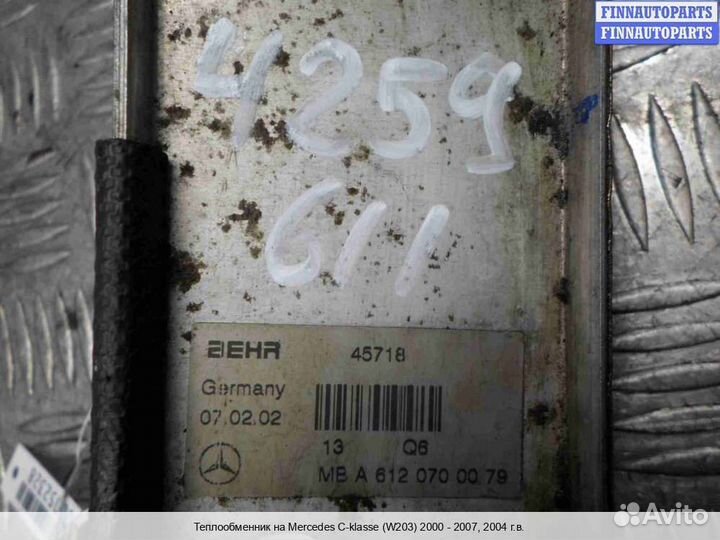 FINNAUTOPARTS
FINNAUTOPARTS
4259
611
BEHR 45718
Germany
07.02.02
13 Q6
MB A 612 070 00 79
Теплообменник на Mercedes C-klasse (W203) 2000 - 2007, 2004 г.в.
Avito